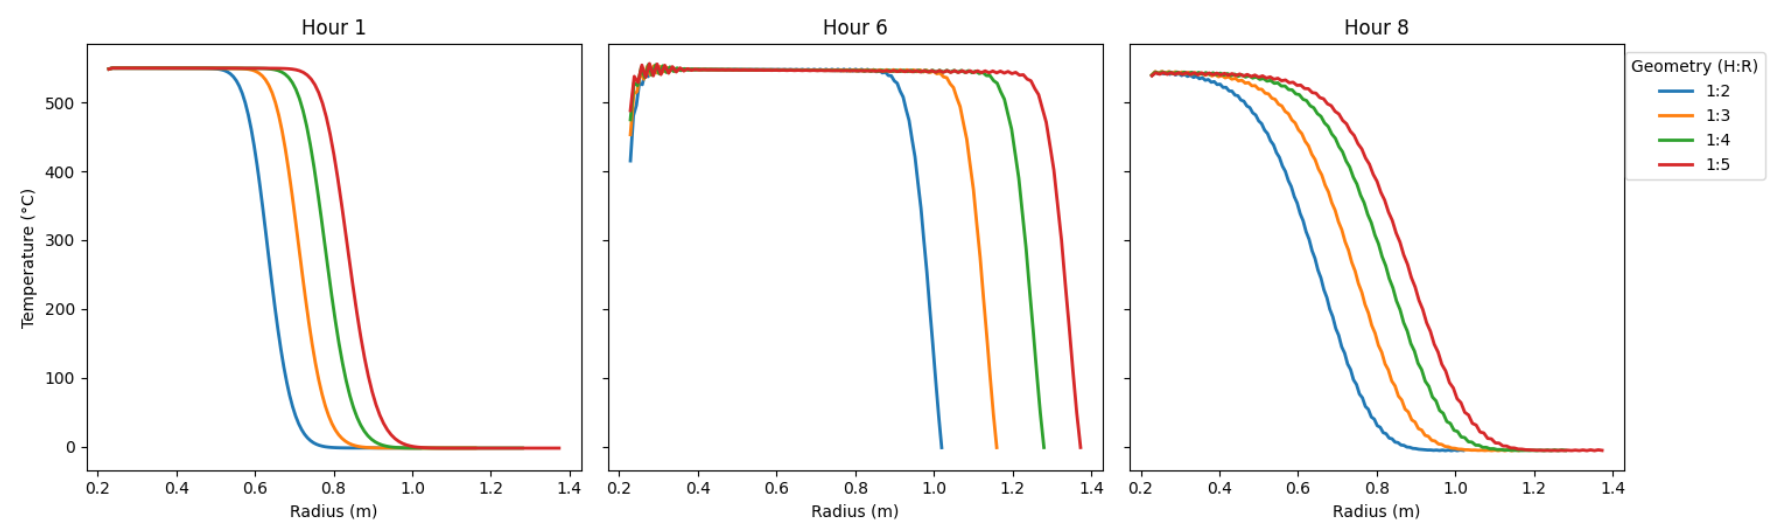 Hour 1
Hour 6
Hour 8
Geometry (H:R)
1:2
1:3
1:4
1:5
Temperature (°C)
500
400
300
200
100
0
0.2 0.4 0.6 0.8 1.0 1.2 1.4
0.2 0.4 0.6 0.8 1.0 1.2 1.4
0.2 0.4 0.6 0.8 1.0 1.2 1.4
Radius (m)
Radius (m)
Radius (m)